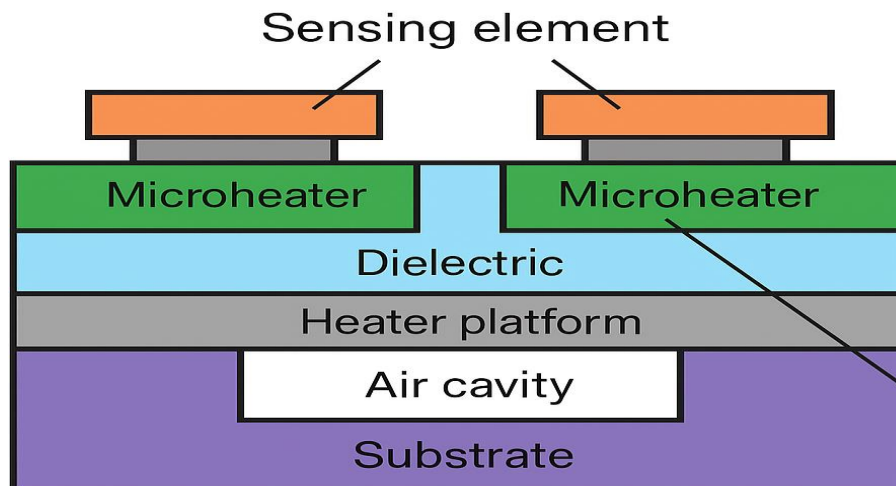 Sensing element
Microheater
Microheater
Dielectric
Heater platform
Air cavity
Substrate